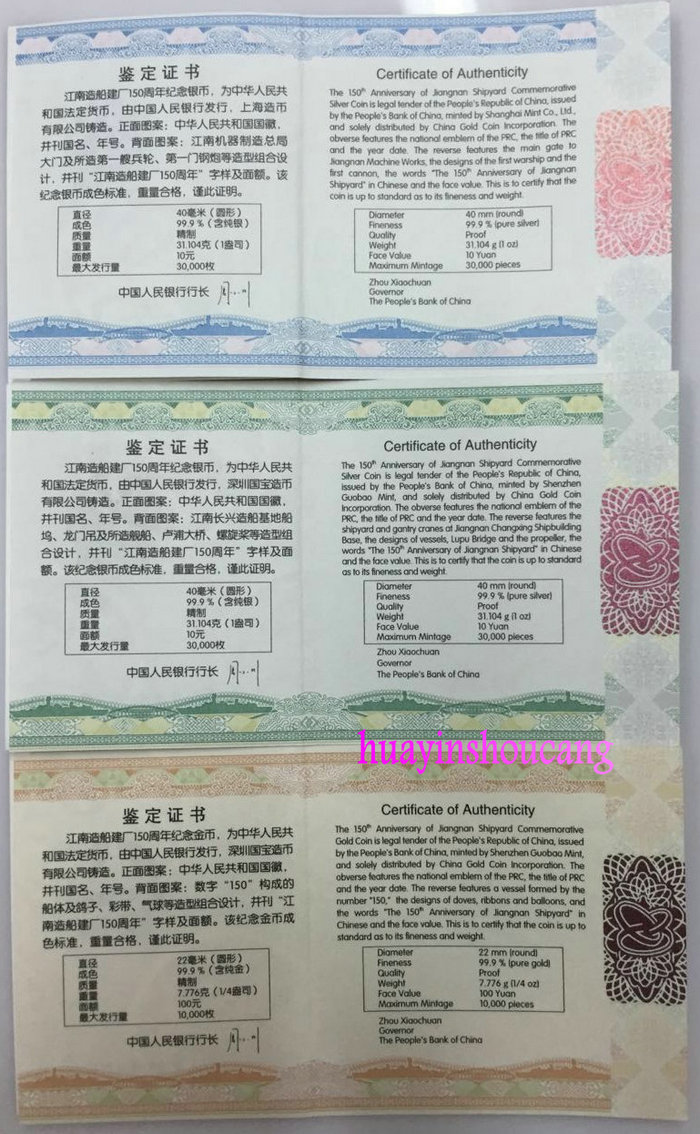 鉴定证书
江南造船建厂150周年纪念银币，为中华人民共
和国法定货币，由中国人民银行发行，上海造币
有限公司铸造。正面图案：中华人民共和国国徽，
并刊国名、年号。背面图案：江南机器制造总局
大门及所造第一艘兵轮、第一门钢炮等造型组合设
计，并刊“江南造船建厂150周年”字样及面额。该
纪念银币成色标准，重量合格，谨此证明。
直径 40毫米（圆形）
成色 99.9％（含纯银）
质量 精制
重量 31.104克（1盎司）
面额 10元
最大发行量 30,000枚
中国人民银行行长
Certificate of Authenticity
The 150th Anniversary of Jiangnan Shipyard Commemorative
Silver Coin is legal tender of the People's Republic of China, issued
by the People's Bank of China, minted by Shanghai Mint Co., Ltd.,
and solely distributed by China Gold Coin Incorporation. The
obverse features the national emblem of the PRC, the title of PRC
and the year date. The reverse features the main gate to
Jiangnan Machine Works, the designs of the first warship and the
first cannon, the words "The 150th Anniversary of Jiangnan
Shipyard" in Chinese and the face value. This is to certify that the
coin is up to standard as to its fineness and weight.
Diameter 40 mm (round)
Fineness 99.9 % (pure silver)
Quality Proof
Weight 31.104 g (1 oz)
Face Value 10 Yuan
Maximum Mintage 30,000 pieces
Zhou Xiaochuan
Governor
The People's Bank of China
鉴定证书
江南造船建厂150周年纪念银币，为中华人民共
和国法定货币，由中国人民银行发行，深圳国宝造币
有限公司铸造。正面图案：中华人民共和国国徽，
并刊国名、年号。背面图案：江南长兴造船基地船
坞、龙门吊及所造舰船、卢浦大桥、螺旋桨等造型组
合设计，并刊“江南造船建厂150周年”字样及面
额。该纪念银币成色标准，重量合格，谨此证明。
直径 40毫米（圆形）
成色 99.9％（含纯银）
质量 精制
重量 31.104克（1盎司）
面额 10元
最大发行量 30,000枚
中国人民银行行长
Certificate of Authenticity
The 150th Anniversary of Jiangnan Shipyard Commemorative
Silver Coin is legal tender of the People's Republic of China,
issued by the People's Bank of China, minted by Shenzhen
Guobao Mint, and solely distributed by China Gold Coin
Incorporation. The obverse features the national emblem of the
PRC, the title of PRC and the year date. The reverse features the
shipyard and gantry cranes at Jiangnan Changxing Shipbuilding
Base, the designs of vessels, Lupu Bridge and the propeller, the
words "The 150th Anniversary of Jiangnan Shipyard" in Chinese
and the face value. This is to certify that the coin is up to standard
as to its fineness and weight.
Diameter 40 mm (round)
Fineness 99.9 % (pure silver)
Quality Proof
Weight 31.104 g (1 oz)
Face Value 10 Yuan
Maximum Mintage 30,000 pieces
Zhou Xiaochuan
Governor
The People's Bank of China
huayinshoucang
鉴定证书
江南造船建厂150周年纪念金币，为中华人民共
和国法定货币，由中国人民银行发行，深圳国宝造币
有限公司铸造。正面图案：中华人民共和国国徽，
并刊国名、年号。背面图案：数字“150”构成的
船体及鸽子、彩带、气球等造型组合设计，并刊“江
南造船建厂150周年”字样及面额。该纪念金币成
色标准，重量合格，谨此证明。
直径 22毫米（圆形）
成色 99.9％（含纯金）
质量 精制
重量 7.776克（1/4盎司）
面额 100元
最大发行量 10,000枚
中国人民银行行长
Certificate of Authenticity
The 150th Anniversary of Jiangnan Shipyard Commemorative
Gold Coin is legal tender of the People's Republic of China, issued
by the People's Bank of China, minted by Shenzhen Guobao Mint,
and solely distributed by China Gold Coin Incorporation. The
obverse features the national emblem of the PRC, the title of PRC
and the year date. The reverse features a vessel formed by the
number "150," the designs of doves, ribbons and balloons, and
the words "The 150th Anniversary of Jiangnan Shipyard" in
Chinese and the face value. This is to certify that the coin is up to
standard as to its fineness and weight.
Diameter 22 mm (round)
Fineness 99.9 % (pure gold)
Quality Proof
Weight 7.776 g (1/4 oz)
Face Value 100 Yuan
Maximum Mintage 10,000 pieces
Zhou Xiaochuan
Governor
The People's Bank of China